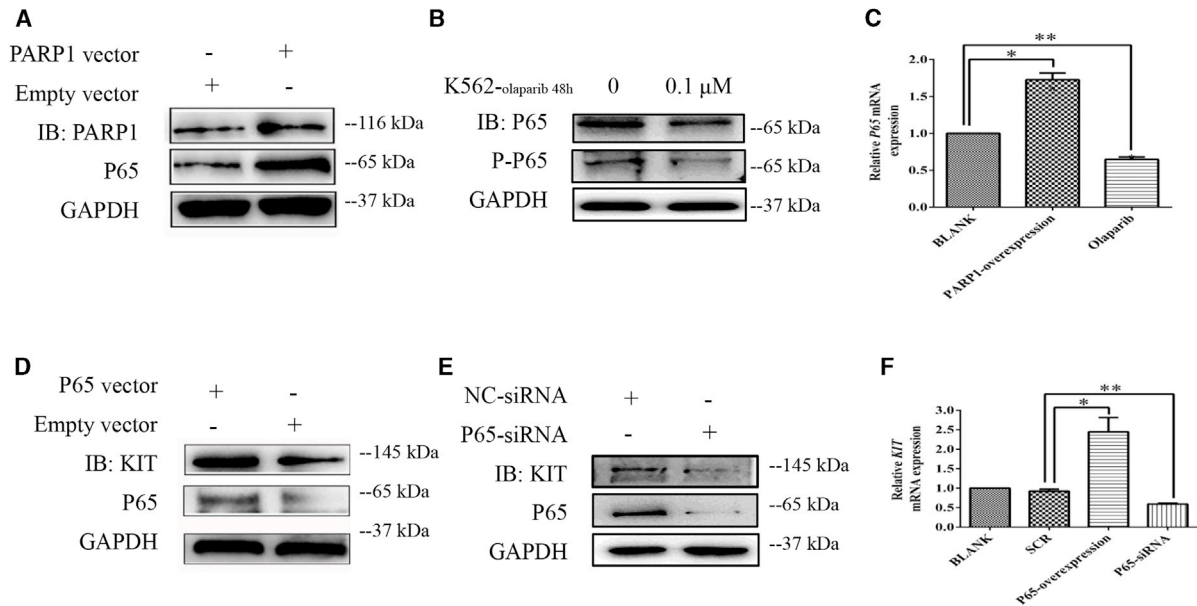 A
PARP1 vector - +
Empty vector + -
IB: PARP1 --116 kDa
P65 --65 kDa
GAPDH --37 kDa
B
K562-olaparib 48h 0 0.1 μM
IB: P65 --65 kDa
P-P65 --65 kDa
GAPDH --37 kDa
C
Relative P65 mRNA
expression
2.0
1.5
1.0
0.5
0.0
**
*
BLANK
PARP1-overexpression
Olaparib
D
P65 vector + -
Empty vector - +
IB: KIT --145 kDa
P65 --65 kDa
GAPDH --37 kDa
E
NC-siRNA + -
P65-siRNA - +
IB: KIT --145 kDa
P65 --65 kDa
GAPDH --37 kDa
F
Relative KIT
mRNA expression
3.0
2.5
2.0
1.5
1.0
0.5
0.0
**
*
BLANK
SCR
P65-overexpression
P65-siRNA